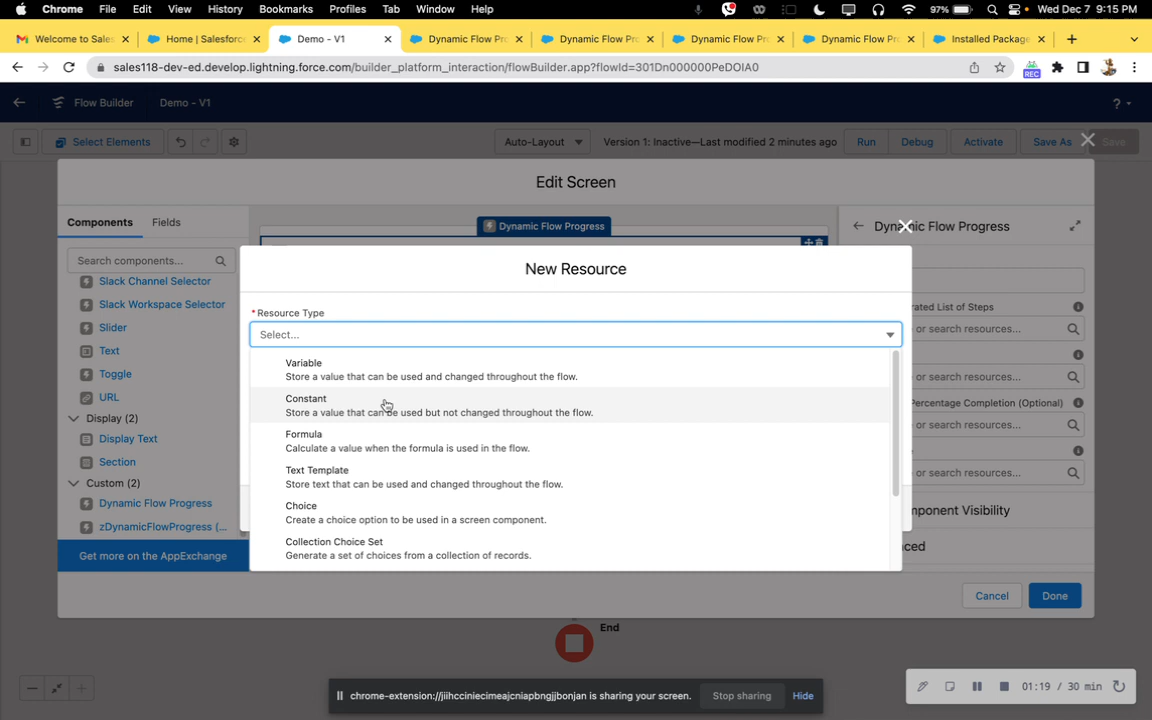 Chrome File Edit View History Bookmarks Profiles Tab Window Help 97% Wed Dec 7 9:15 PM
Welcome to Sales Home | Salesforce Demo - V1 Dynamic Flow Pro Dynamic Flow Pro Dynamic Flow Pro Dynamic Flow Pro Installed Package
sales118-dev-ed.develop.lightning.force.com/builder_platform_interaction/flowBuilder.app?flowId=301Dn000000PeDOIA0
REC
Flow Builder Demo - V1 ?
Select Elements Auto-Layout Version 1: Inactive—Last modified 2 minutes ago Run Debug Activate Save As Save
Edit Screen
Components Fields
Dynamic Flow Progress
Dynamic Flow Progress
Search components...
Slack Channel Selector
Slack Workspace Selector
Slider
Text
Toggle
URL
Display (2)
Display Text
Section
Custom (2)
Dynamic Flow Progress
zDynamicFlowProgress (...
Get more on the AppExchange
New Resource
* Resource Type
Select...
Variable
Store a value that can be used and changed throughout the flow.
Constant
Store a value that can be used but not changed throughout the flow.
Formula
Calculate a value when the formula is used in the flow.
Text Template
Store text that can be used and changed throughout the flow.
Choice
Create a choice option to be used in a screen component.
Collection Choice Set
Generate a set of choices from a collection of records.
rated List of Steps
or search resources...
or search resources...
Percentage Completion (Optional)
or search resources...
or search resources...
mponent Visibility
nced
Cancel Done
End
chrome-extension://jiihcciniecimeajcniapbngjjbonjan is sharing your screen. Stop sharing Hide
01:19 / 30 min